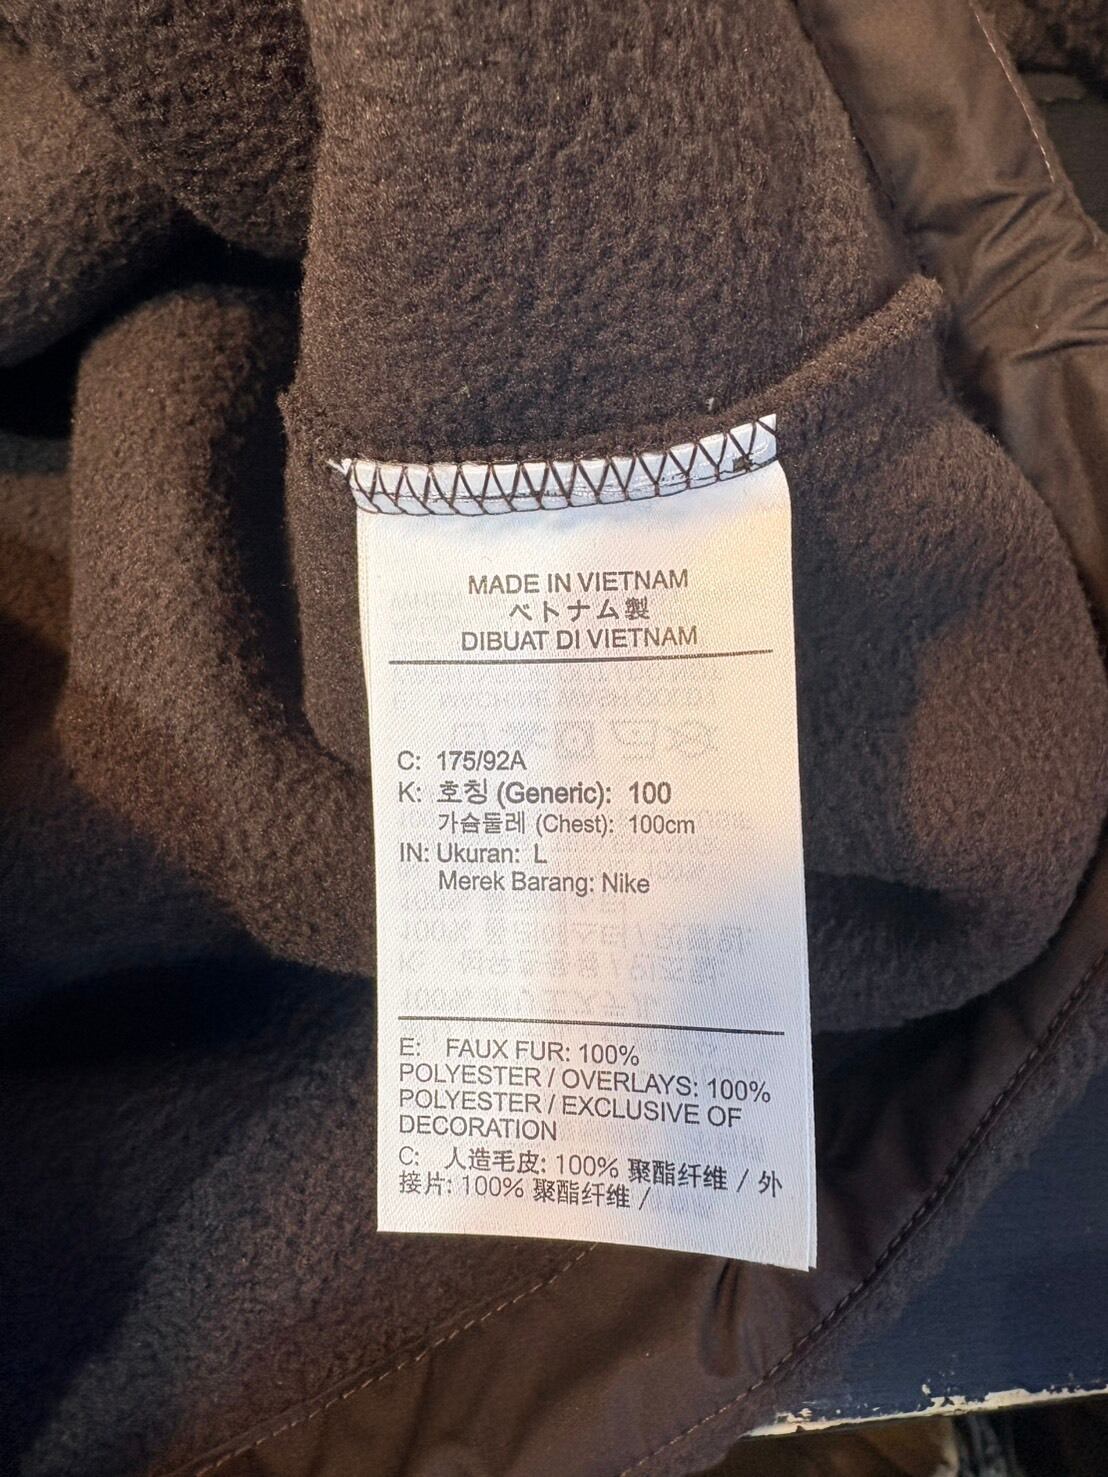 MADE IN VIETNAM
ベトナム製
DIBUAT DI VIETNAM
C: 175/92A
K: 호칭 (Generic): 100
가슴둘레 (Chest): 100cm
IN: Ukuran: L
Merek Barang: Nike
E: FAUX FUR: 100%
POLYESTER / OVERLAYS: 100%
POLYESTER / EXCLUSIVE OF
DECORATION
C: 人造毛皮: 100% 聚酯纤维 / 外
接片: 100% 聚酯纤维 /